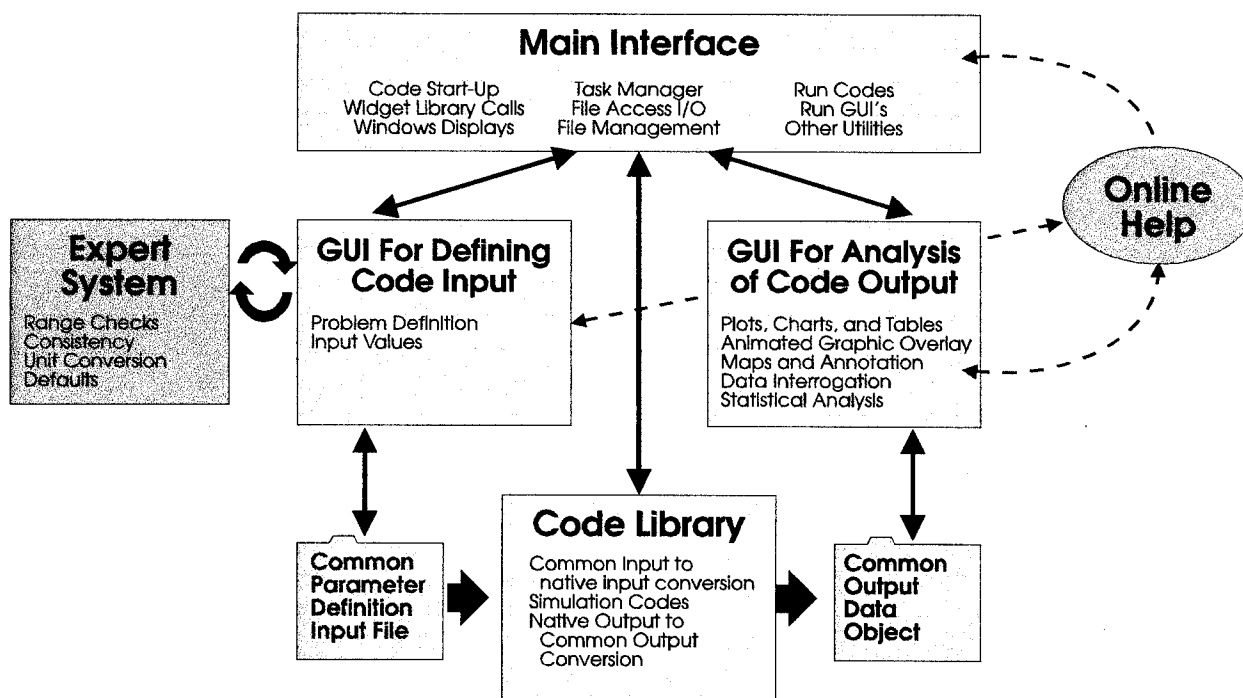 Main Interface
Code Start-Up
Widget Library Calls
Windows Displays
Task Manager
File Access I/O
File Management
Run Codes
Run GUI's
Other Utilities
Online
Help
Expert
System
Range Checks
Consistency
Unit Conversion
Defaults
GUI For Defining
Code Input
Problem Definition
Input Values
GUI For Analysis
of Code Output
Plots, Charts, and Tables
Animated Graphic Overlay
Maps and Annotation
Data Interrogation
Statistical Analysis
Common
Parameter
Definition
Input File
Code Library
Common Input to
native input conversion
Simulation Codes
Native Output to
Common Output
Conversion
Common
Output
Data
Object